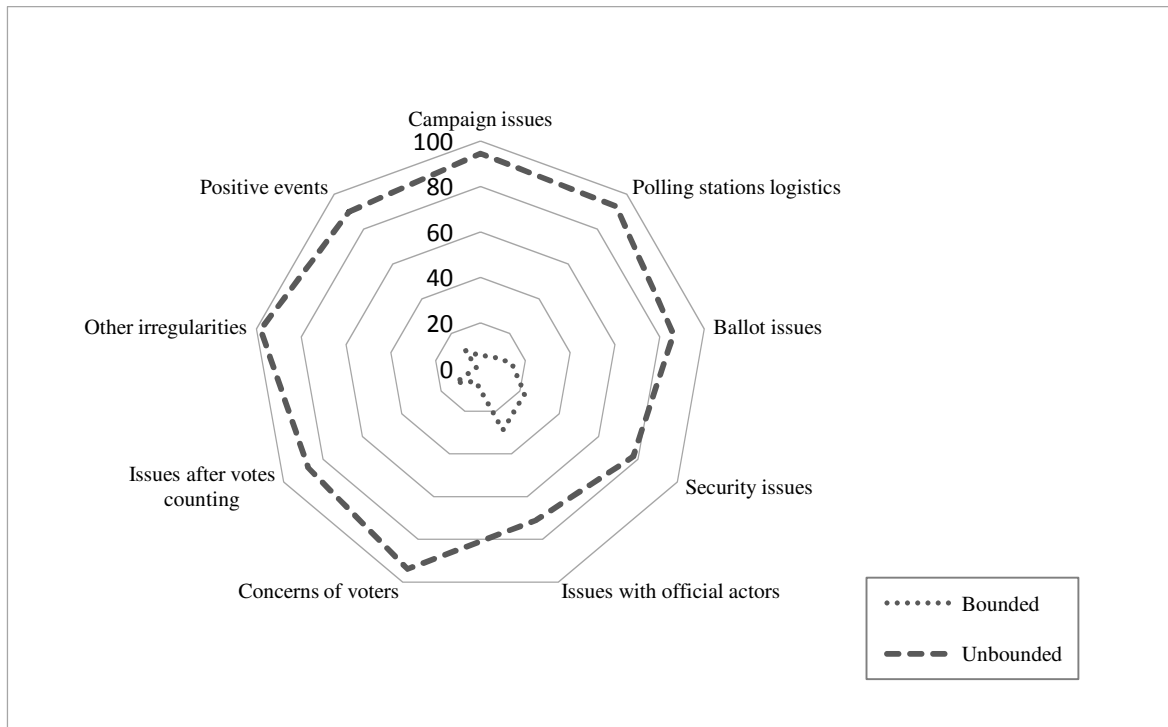 Campaign issues
100
80
60
40
20
0
Polling stations logistics
Ballot issues
Security issues
Issues with official actors
Concerns of voters
Issues after votes
counting
Other irregularities
Positive events
Bounded
Unbounded